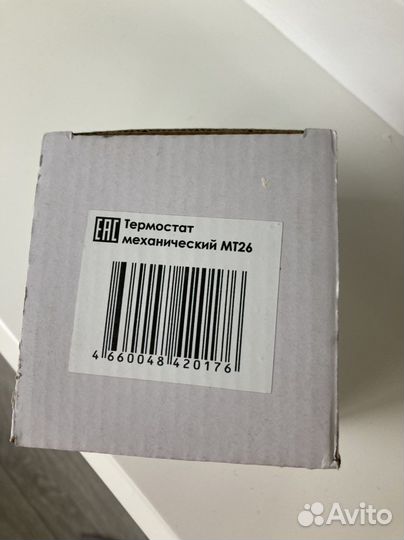 EAC Термостат
механический МТ26
4 660048 420176
Avito